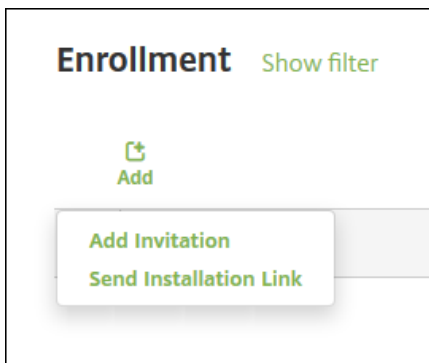 Enrollment Show filter
Add
Add Invitation
Send Installation Link